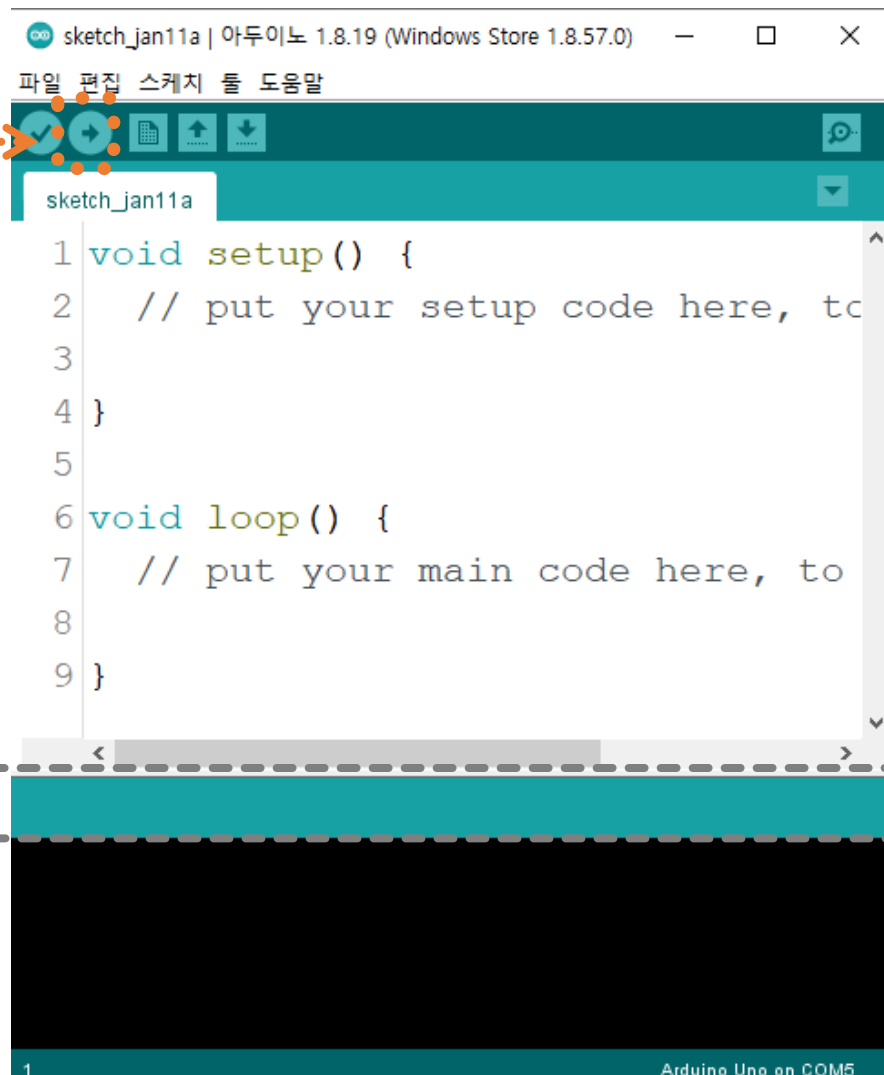 sketch_jan11a | 아두이노 1.8.19 (Windows Store 1.8.57.0)
파일 편집 스케치 툴 도움말
sketch_jan11a
1 void setup() {
2 // put your setup code here, to
3
4 }
5
6 void loop() {
7 // put your main code here, to
8
9 }
1 Arduino Uno on COM5